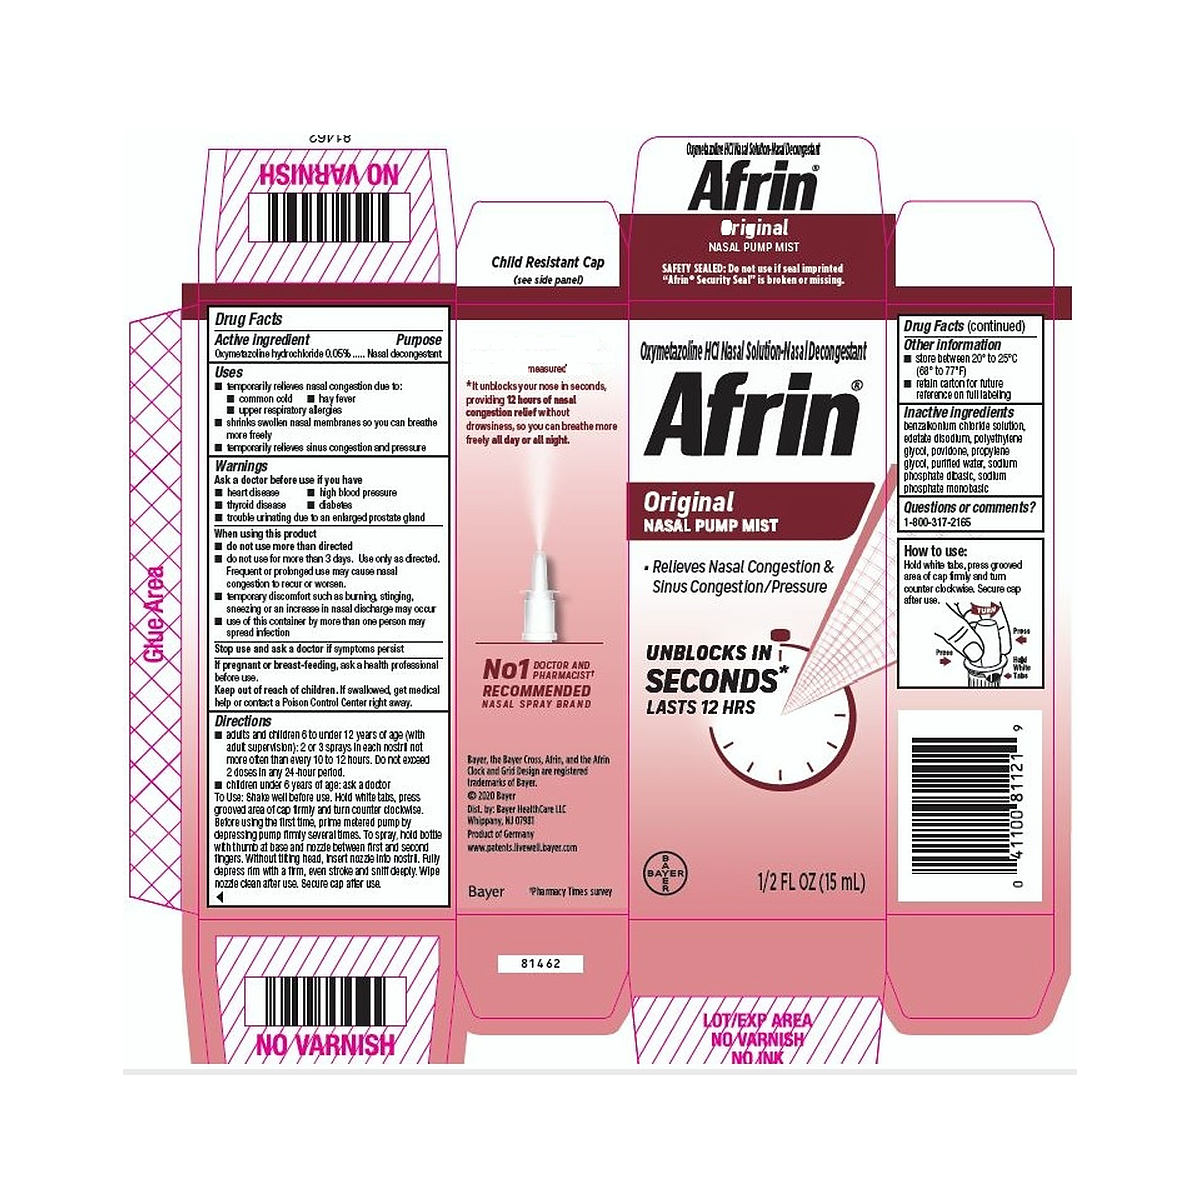 81462
NO VARNISH
Drug Facts
Active ingredient Purpose
Oxymetazoline hydrochloride 0.05% ..... Nasal decongestant
Uses
■ temporarily relieves nasal congestion due to:
■ common cold ■ hay fever
■ upper respiratory allergies
■ shrinks swollen nasal membranes so you can breathe
more freely
■ temporarily relieves sinus congestion and pressure
Warnings
Ask a doctor before use if you have
■ heart disease ■ high blood pressure
■ thyroid disease ■ diabetes
■ trouble urinating due to an enlarged prostate gland
When using this product
■ do not use more than directed
■ do not use for more than 3 days. Use only as directed.
Frequent or prolonged use may cause nasal
congestion to recur or worsen.
■ temporary discomfort such as burning, stinging,
sneezing or an increase in nasal discharge may occur
■ use of this container by more than one person may
spread infection
Stop use and ask a doctor if symptoms persist
If pregnant or breast-feeding, ask a health professional
before use.
Keep out of reach of children. If swallowed, get medical
help or contact a Poison Control Center right away.
Directions
■ adults and children 6 to under 12 years of age (with
adult supervision): 2 or 3 sprays in each nostril not
more often than every 10 to 12 hours. Do not exceed
2 doses in any 24-hour period.
■ children under 6 years of age: ask a doctor
To Use: Shake well before use. Hold white tabs, press
grooved area of cap firmly and turn counter clockwise.
Before using the first time, prime metered pump by
depressing pump firmly several times. To spray, hold bottle
with thumb at base and nozzle between first and second
fingers. Without tilting head, insert nozzle into nostril. Fully
depress rim with a firm, even stroke and sniff deeply. Wipe
nozzle clean after use. Secure cap after use.
NO VARNISH
Glue Area
Child Resistant Cap
(see side panel)
measured*
*It unblocks your nose in seconds,
providing 12 hours of nasal
congestion relief without
drowsiness, so you can breathe more
freely all day or all night.
No1 DOCTOR AND
PHARMACIST†
RECOMMENDED
NASAL SPRAY BRAND
Bayer, the Bayer Cross, Afrin, and the Afrin
Clock and Grid Design are registered
trademarks of Bayer.
© 2020 Bayer
Dist. by: Bayer HealthCare LLC
Whippany, NJ 07981
Product of Germany
www.patents.livewell.bayer.com
Bayer †Pharmacy Times survey
81462
Oxymetazoline HCl Nasal Solution-Nasal Decongestant
Afrin®
Original
NASAL PUMP MIST
SAFETY SEALED: Do not use if seal imprinted
“Afrin® Security Seal” is broken or missing.
Oxymetazoline HCl Nasal Solution-Nasal Decongestant
Afrin®
Original
NASAL PUMP MIST
• Relieves Nasal Congestion &
Sinus Congestion/Pressure
UNBLOCKS IN
SECONDS*
LASTS 12 HRS
BAYER
BAYER
1/2 FL OZ (15 mL)
LOT/EXP AREA
NO VARNISH
NO INK
Drug Facts (continued)
Other information
■ store between 20° to 25°C
(68° to 77°F)
■ retain carton for future
reference on full labeling
Inactive ingredients
benzalkonium chloride solution,
edetate disodium, polyethylene
glycol, povidone, propylene
glycol, purified water, sodium
phosphate dibasic, sodium
phosphate monobasic
Questions or comments?
1-800-317-2165
How to use:
Hold white tabs, press grooved
area of cap firmly and turn
counter clockwise. Secure cap
after use.
TURN
Press
Press
Hold
White
Tabs
0 41100 81121 9